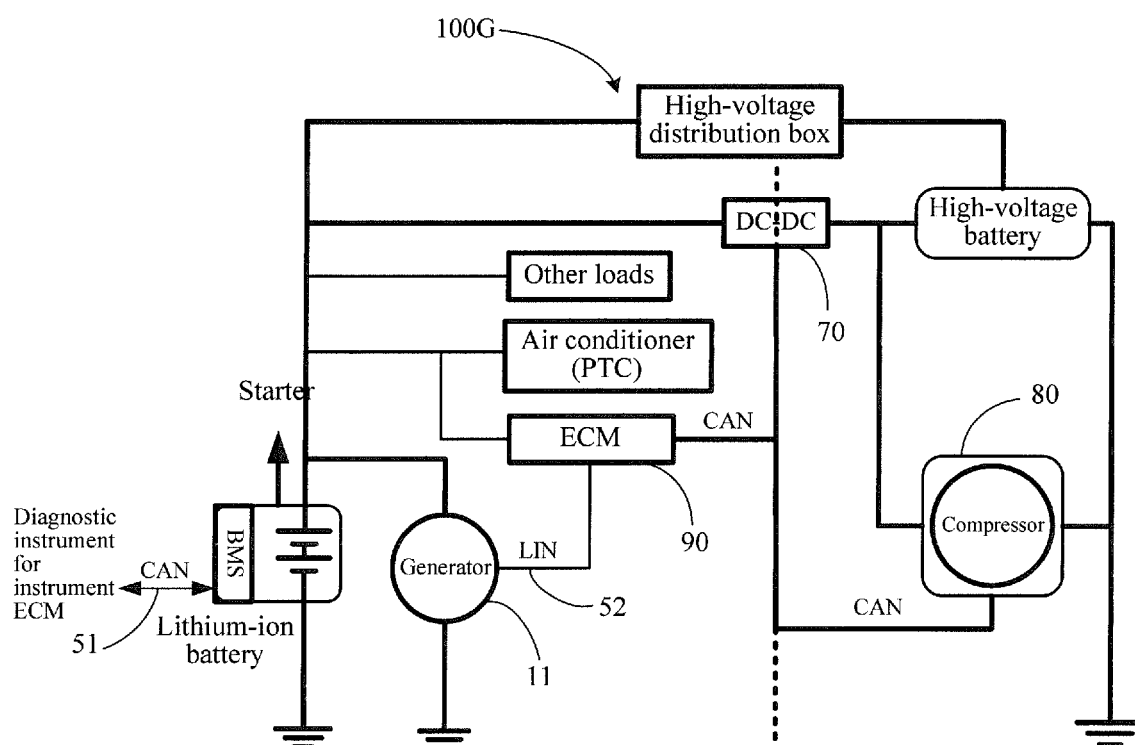 100G
High-voltage
distribution box
DC-DC
High-voltage
battery
70
Other loads
Air conditioner
(PTC)
Starter
ECM
CAN
90
80
Compressor
Diagnostic
instrument
for
instrument
ECM
CAN
51
BMS
Lithium-ion
battery
Generator
LIN
52
11
CAN